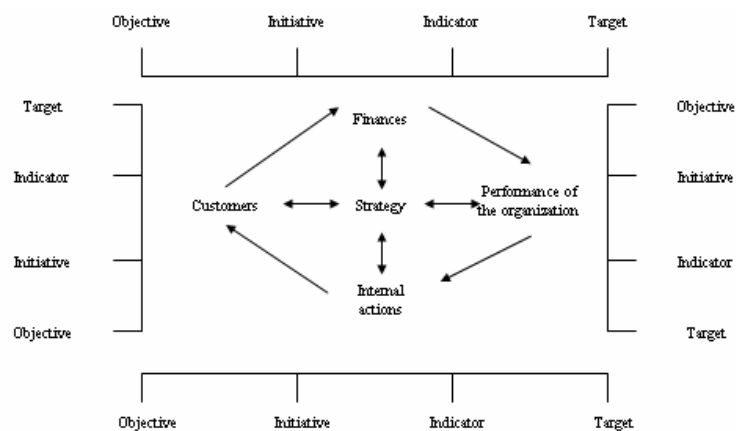 Objective Initiative Indicator Target
Target Objective
Finances
Indicator Initiative
Customers Strategy Performance of
the organization
Initiative Indicator
Internal
actions
Objective Target
Objective Initiative Indicator Target